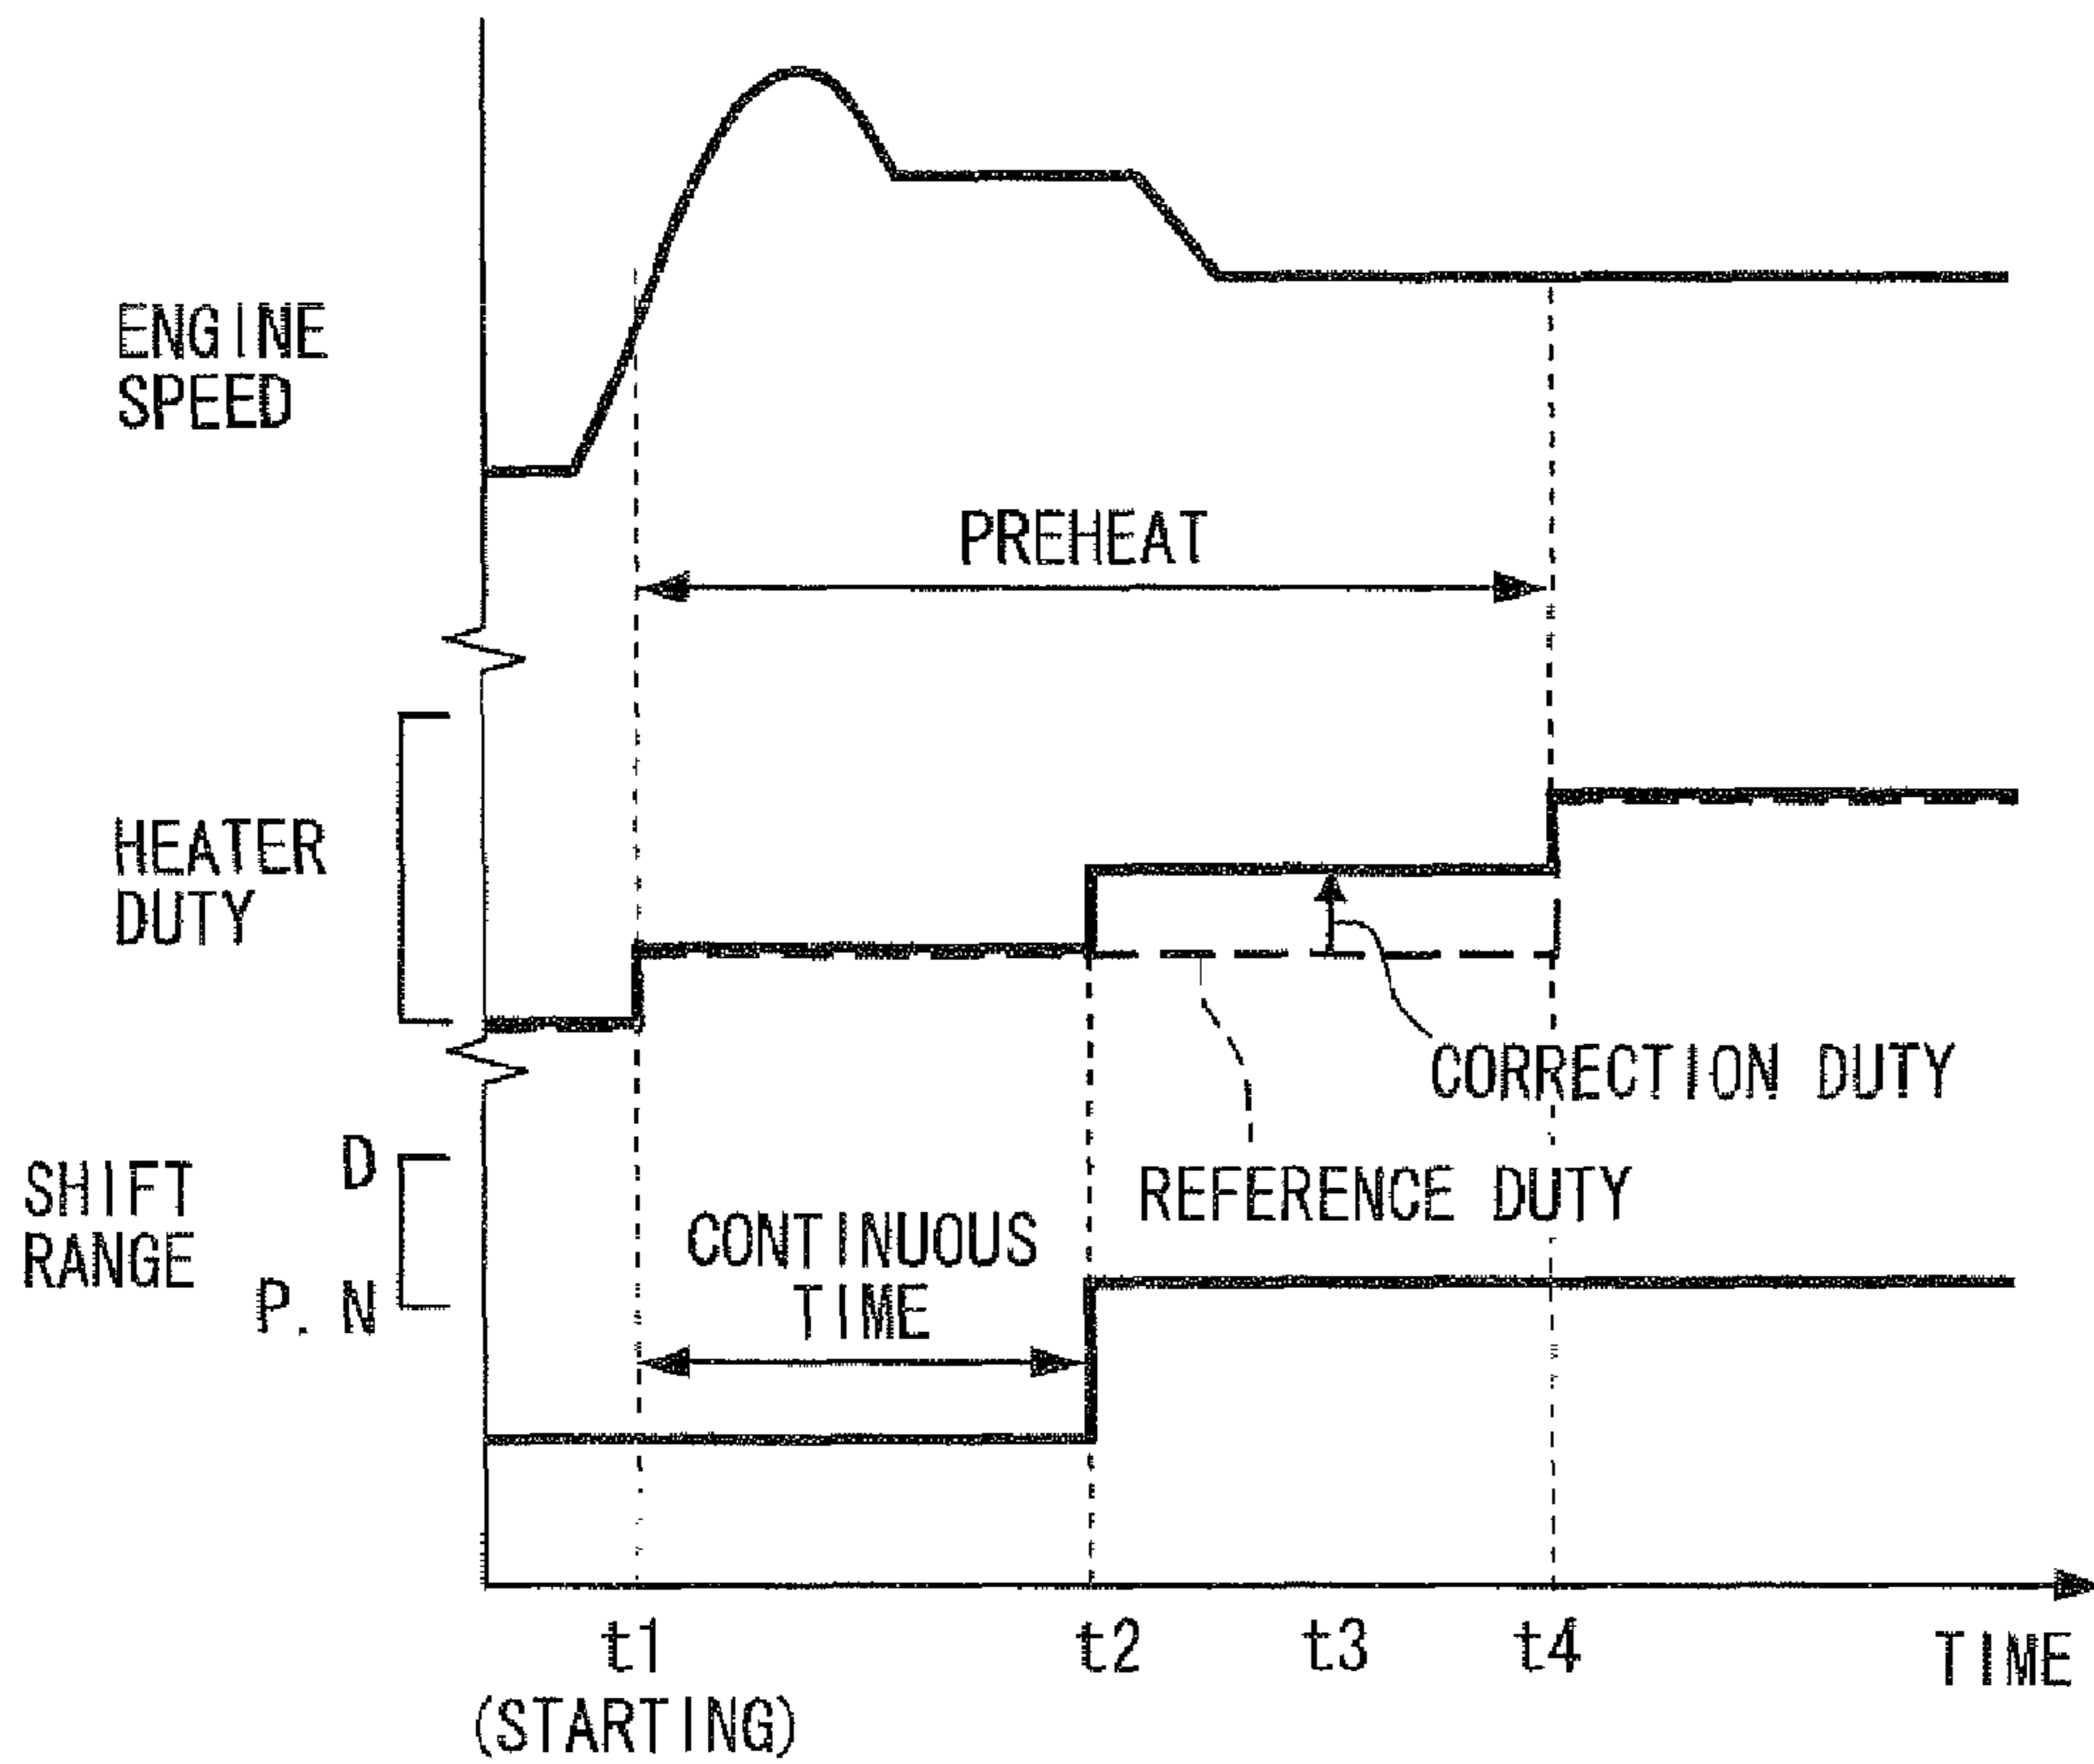 ENGINE
SPEED
PREHEAT
HEATER
DUTY
CORRECTION DUTY
REFERENCE DUTY
SHIFT
RANGE
D
P. N
CONTINUOUS
TIME
t1
(STARTING)
t2
t3
t4
TIME